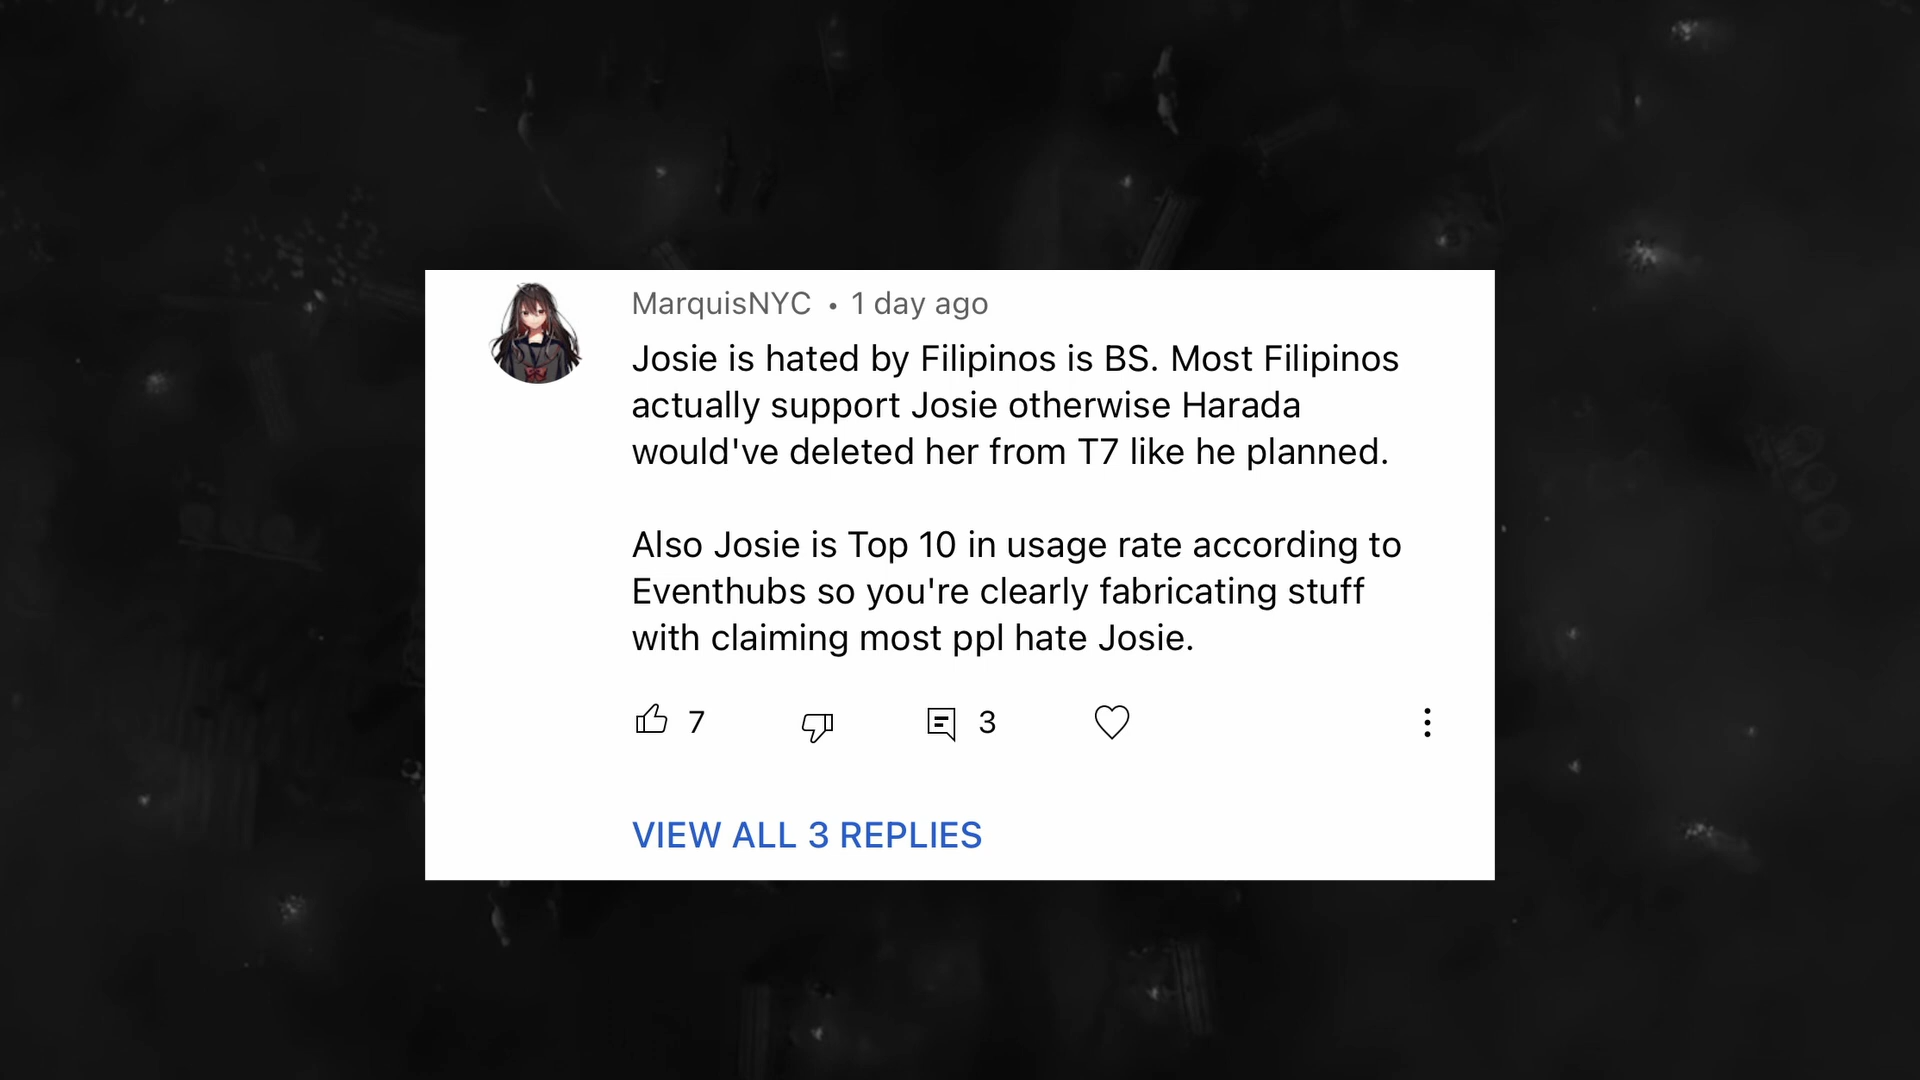 MarquisNYC • 1 day ago
Josie is hated by Filipinos is BS. Most Filipinos
actually support Josie otherwise Harada
would've deleted her from T7 like he planned.
Also Josie is Top 10 in usage rate according to
Eventhubs so you're clearly fabricating stuff
with claiming most ppl hate Josie.
7 3
VIEW ALL 3 REPLIES